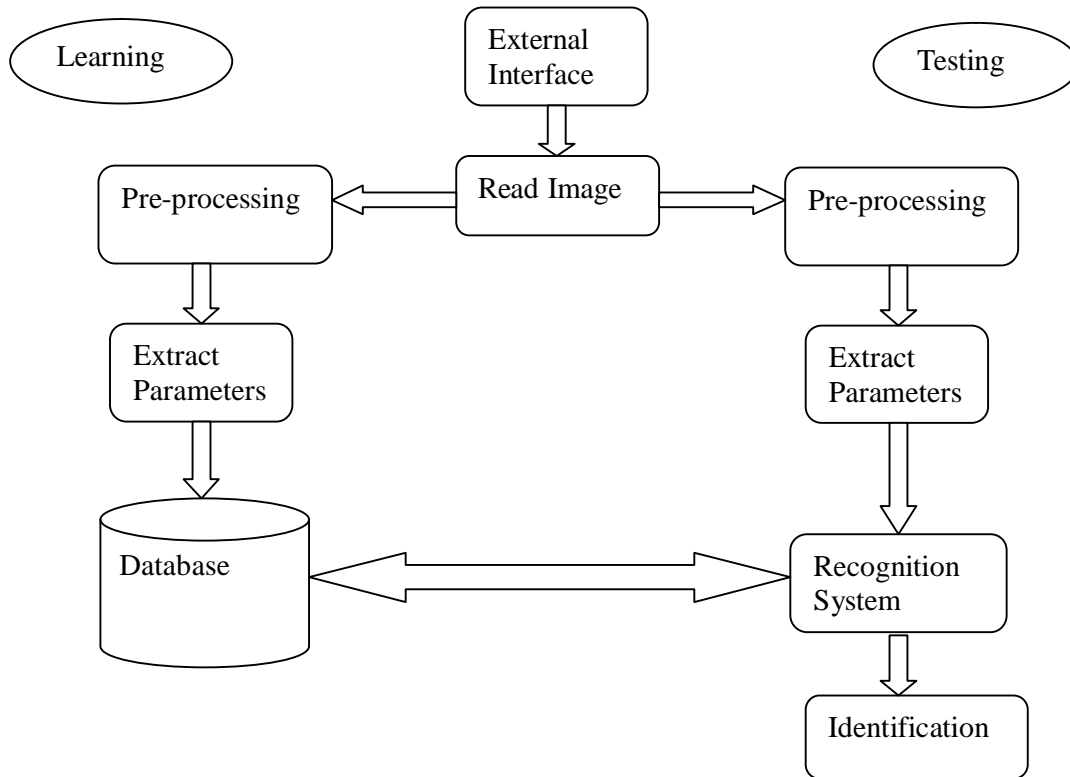 Learning
External
Interface
Testing
Pre-processing
Read Image
Pre-processing
Extract
Parameters
Extract
Parameters
Database
Recognition
System
Identification